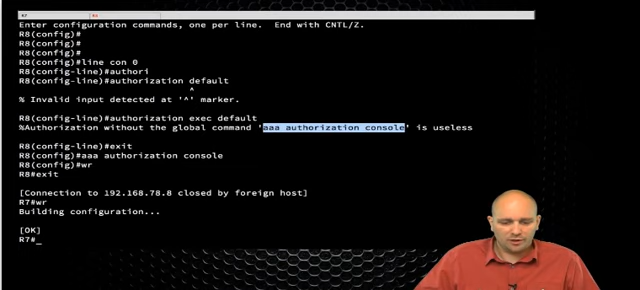 R7
R8
Enter configuration commands, one per line.  End with CNTL/Z.
R8(config)#
R8(config)#
R8(config)#
R8(config)#line con 0
R8(config-line)#authori
R8(config-line)#authorization default
^
% Invalid input detected at '^' marker.
R8(config-line)#authorization exec default
%Authorization without the global command 'aaa authorization console' is useless
R8(config-line)#exit
R8(config)#aaa authorization console
R8(config)#wr
R8#exit
[Connection to 192.168.78.8 closed by foreign host]
R7#wr
Building configuration...
[OK]
R7#_